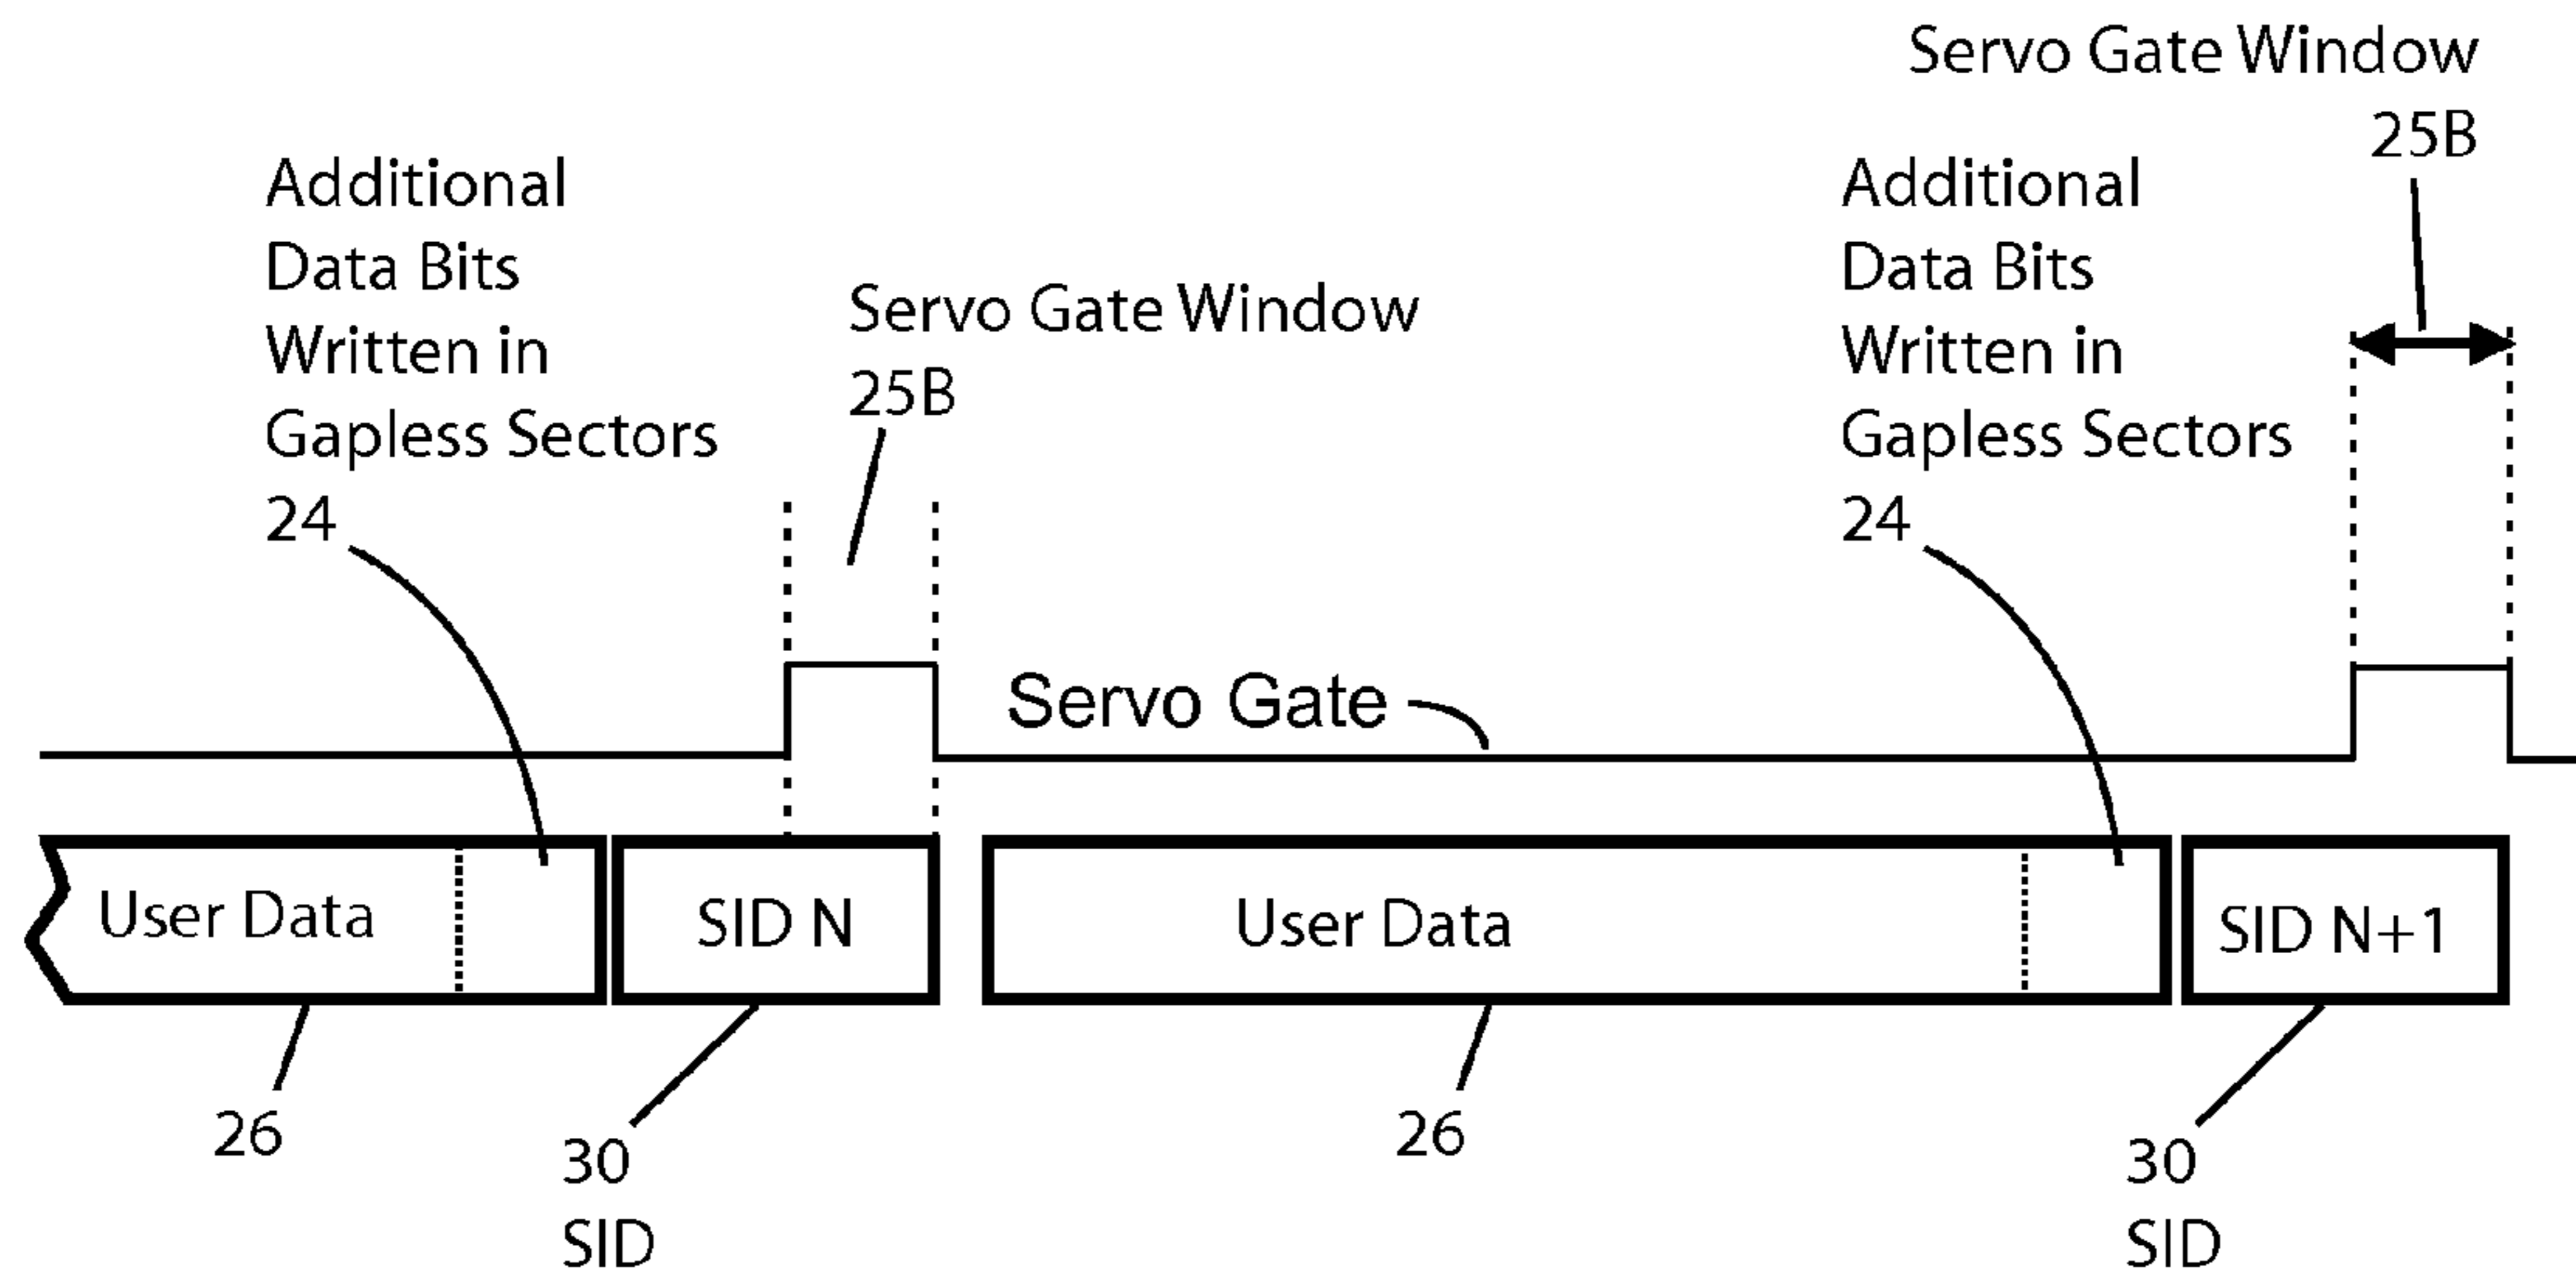 Servo Gate Window
25B
Additional
Data Bits
Written in
Gapless Sectors
24
Servo Gate Window
25B
Additional
Data Bits
Written in
Gapless Sectors
24
Servo Gate
User Data
SID N
User Data
SID N+1
26
30
SID
26
30
SID